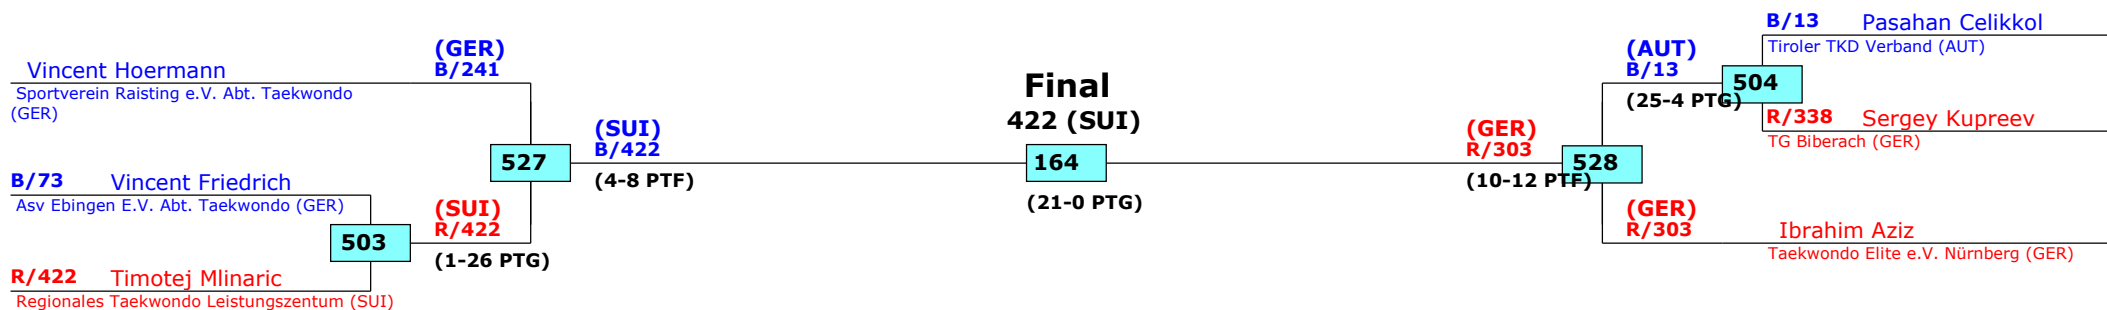 Vincent Hoermann
Sportverein Raisting e.V. Abt. Taekwondo
(GER)
(GER)
B/241
B/73 Vincent Friedrich
Asv Ebingen E.V. Abt. Taekwondo (GER)
503
R/422 Timotej Mlinaric
Regionales Taekwondo Leistungszentum (SUI)
(SUI)
R/422
(1-26 PTG)
527
(SUI)
B/422
(4-8 PTF)
Final
422 (SUI)
164
(21-0 PTG)
(GER)
R/303
(10-12 PTF)
528
(AUT)
B/13
(25-4 PTG)
504
B/13 Pasahan Celikkol
Tiroler TKD Verband (AUT)
R/338 Sergey Kupreev
TG Biberach (GER)
(GER)
R/303
Ibrahim Aziz
Taekwondo Elite e.V. Nürnberg (GER)